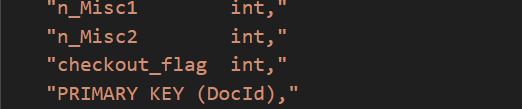 "n_Misc1         int,"
"n_Misc2         int,"
"checkout_flag  int,"
"PRIMARY KEY (DocId),"